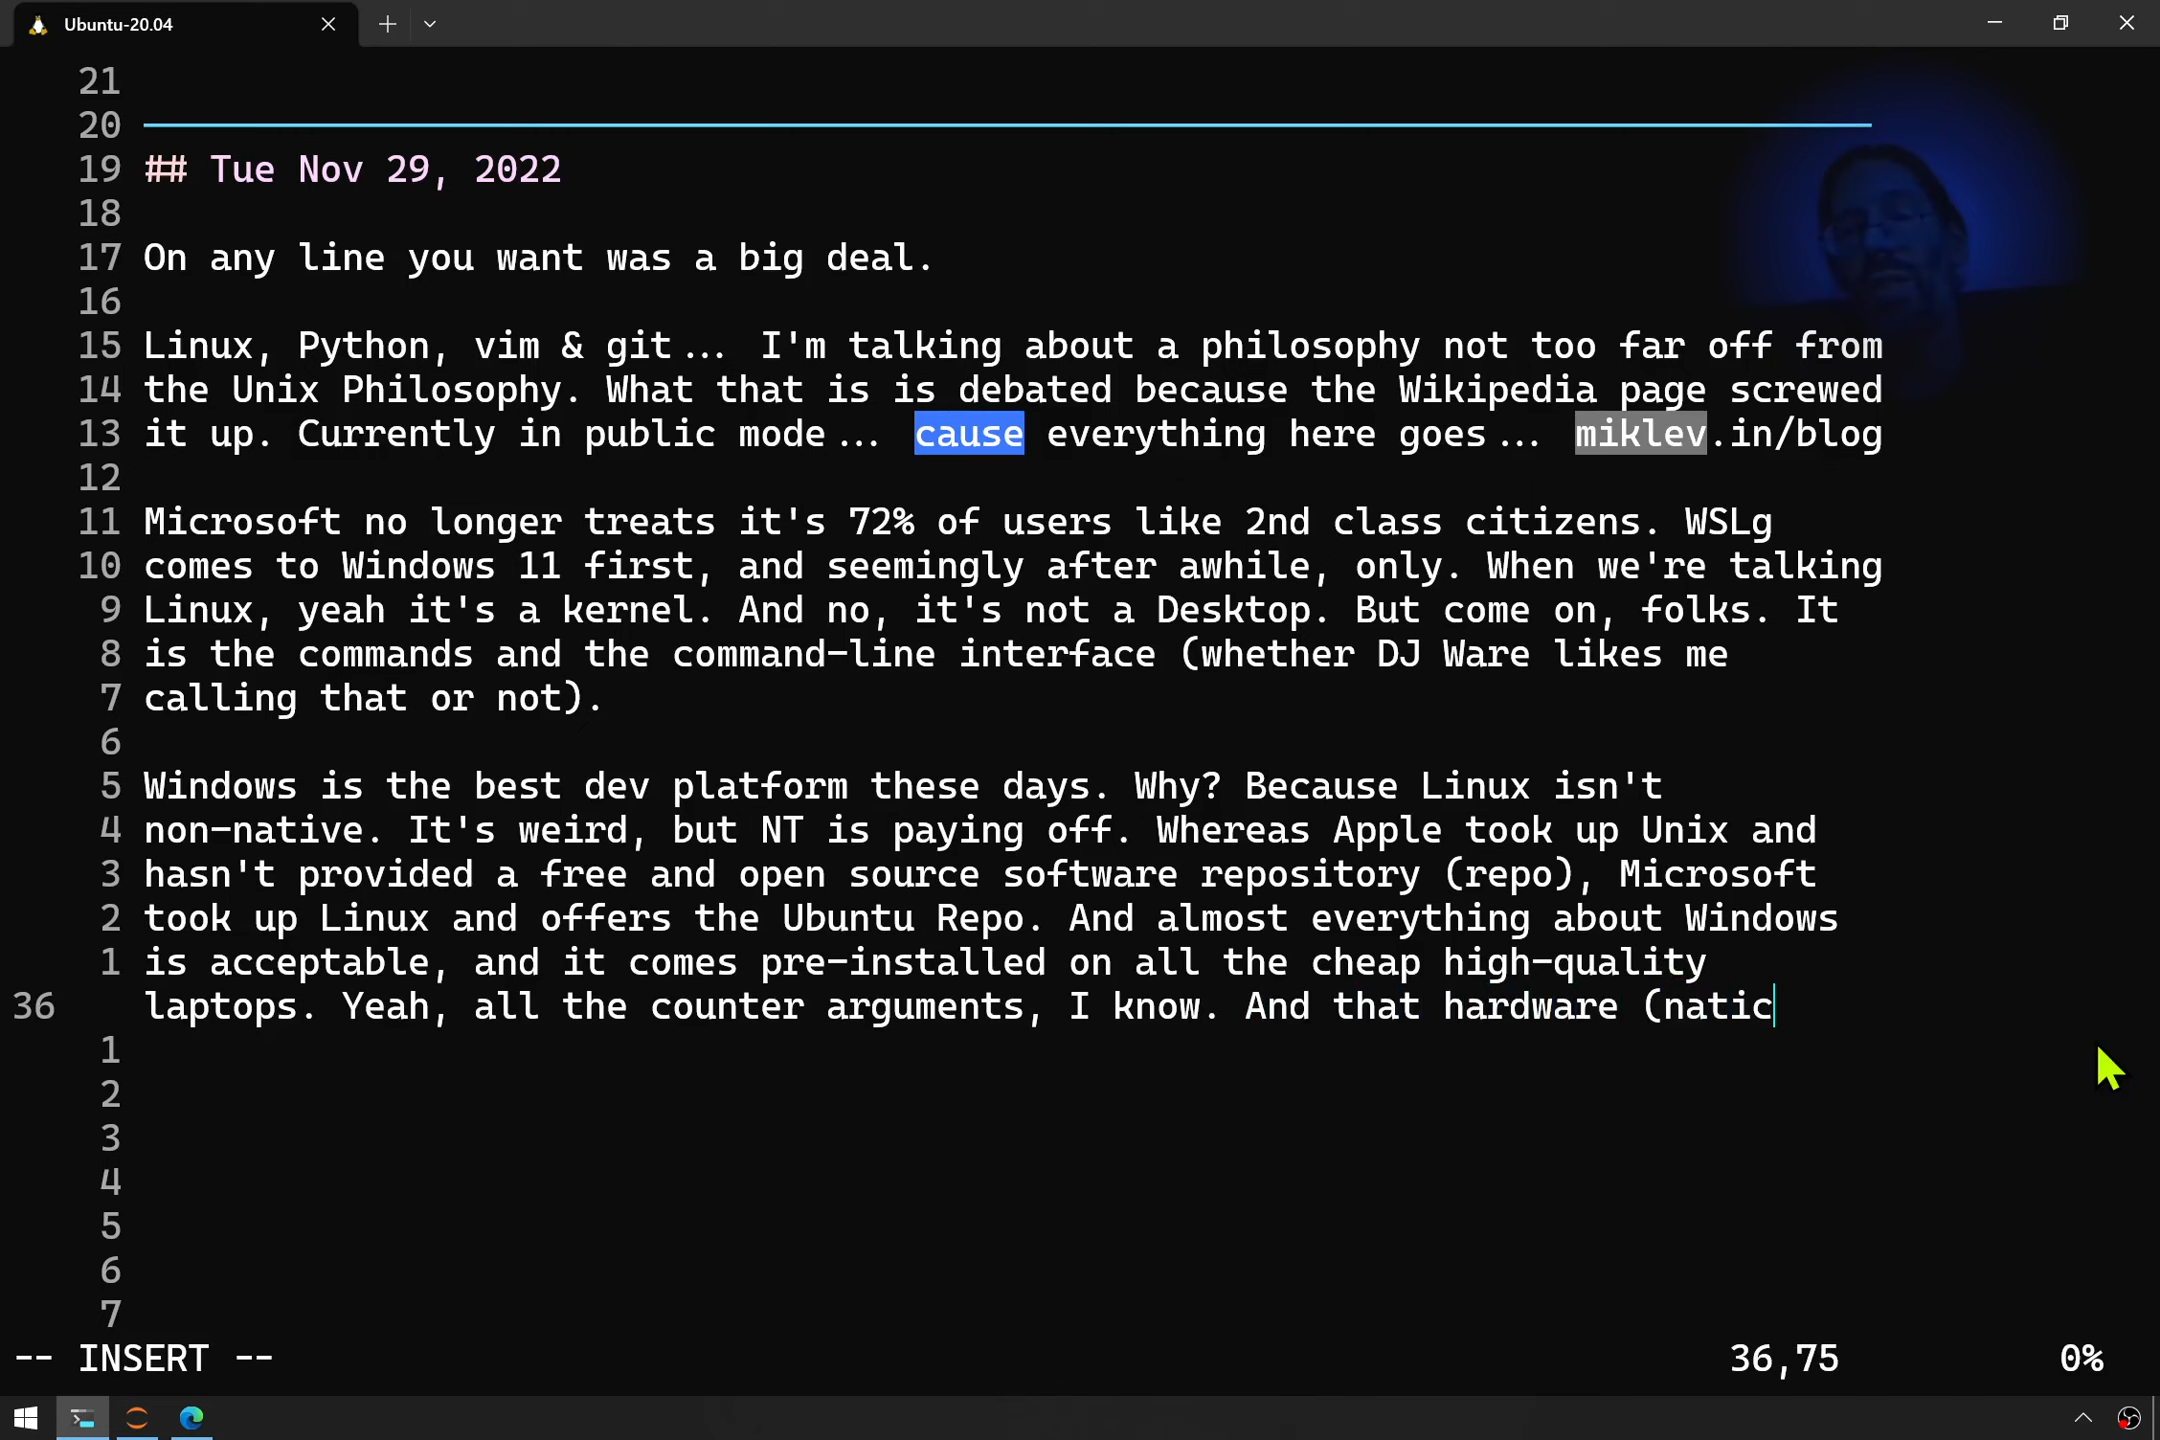 Ubuntu-20.04
21
20
19 ## Tue Nov 29, 2022
18
17 On any line you want was a big deal.
16
15 Linux, Python, vim & git... I'm talking about a philosophy not too far off from
14 the Unix Philosophy. What that is is debated because the Wikipedia page screwed
13 it up. Currently in public mode... cause everything here goes... miklev.in/blog
12
11 Microsoft no longer treats it's 72% of users like 2nd class citizens. WSLg
10 comes to Windows 11 first, and seemingly after awhile, only. When we're talking
9 Linux, yeah it's a kernel. And no, it's not a Desktop. But come on, folks. It
8 is the commands and the command-line interface (whether DJ Ware likes me
7 calling that or not).
6
5 Windows is the best dev platform these days. Why? Because Linux isn't
4 non-native. It's weird, but NT is paying off. Whereas Apple took up Unix and
3 hasn't provided a free and open source software repository (repo), Microsoft
2 took up Linux and offers the Ubuntu Repo. And almost everything about Windows
1 is acceptable, and it comes pre-installed on all the cheap high-quality
36 laptops. Yeah, all the counter arguments, I know. And that hardware (natic
1
2
3
4
5
6
7
-- INSERT -- 36,75 0%